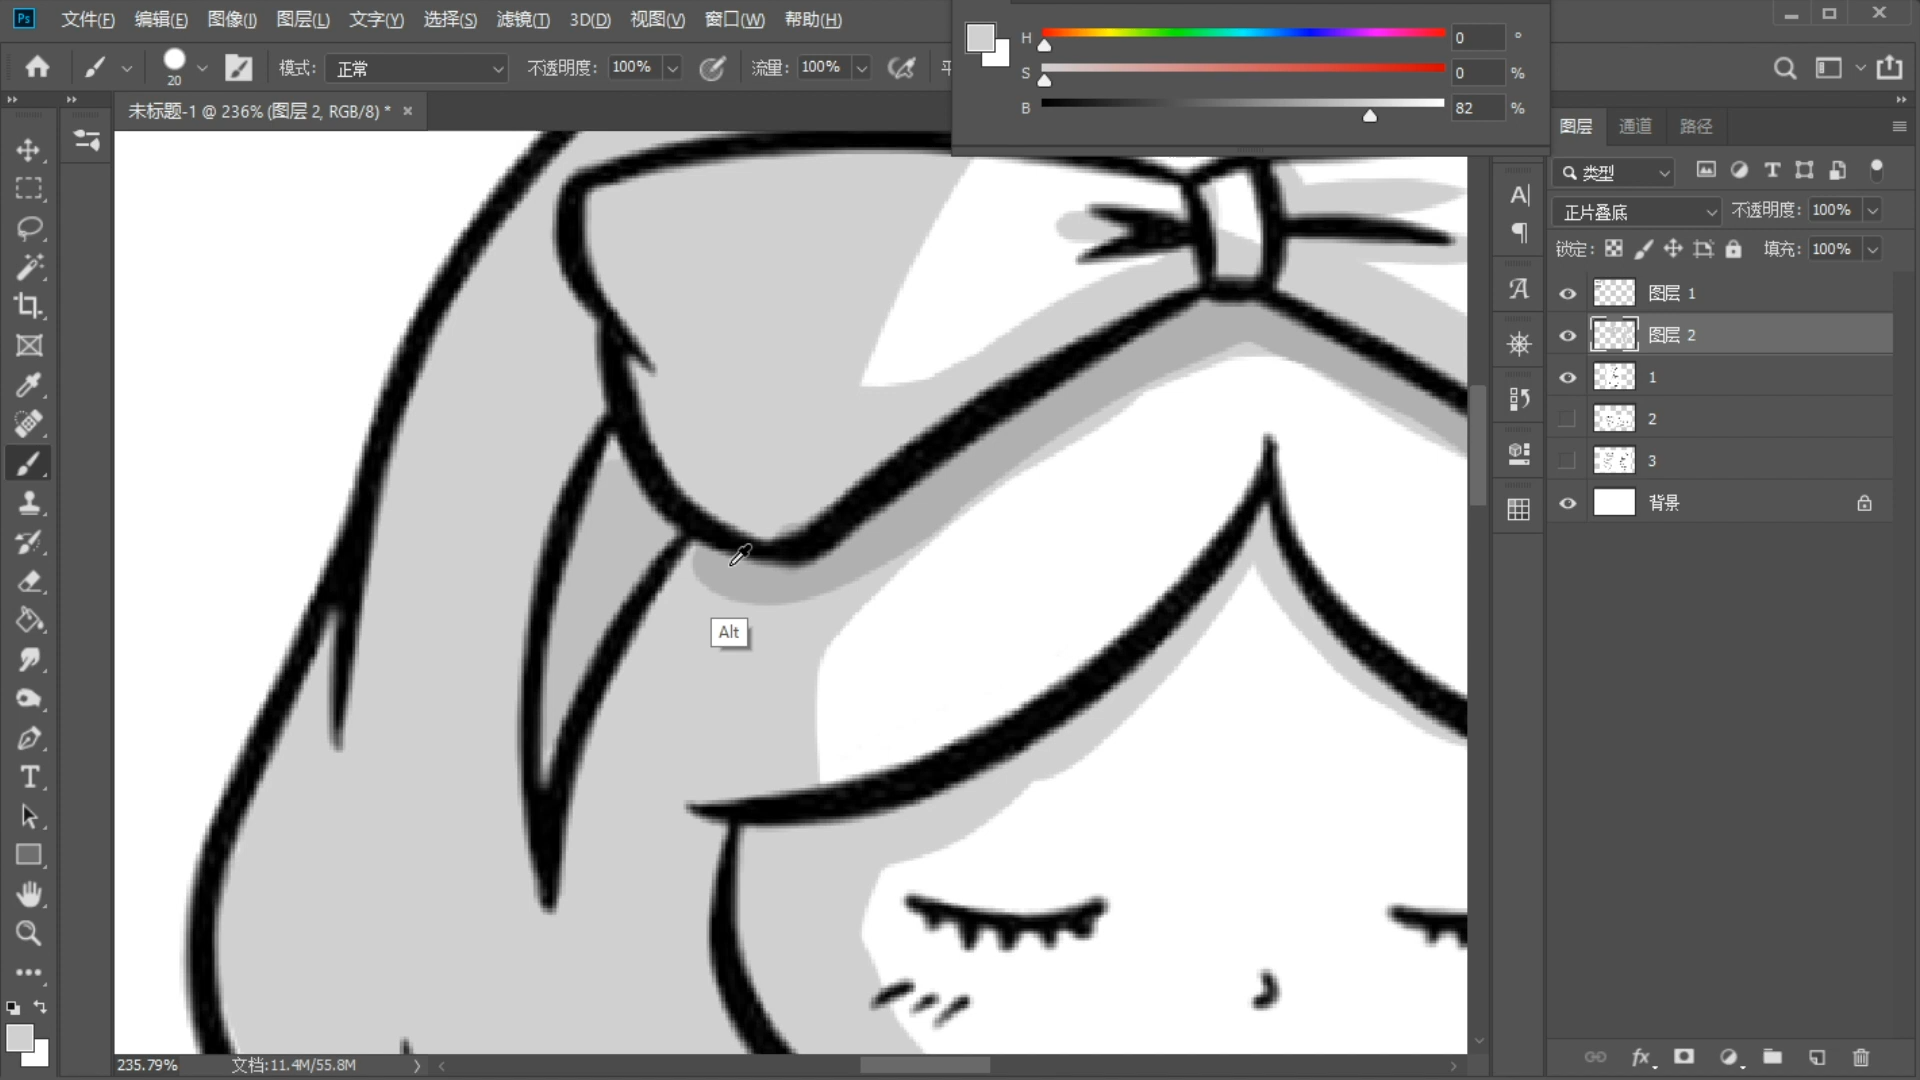 Ps 文件(F) 编辑(E) 图像(I) 图层(L) 文字(Y) 选择(S) 滤镜(T) 3D(D) 视图(V) 窗口(W) 帮助(H)
H 0 °
S 0 %
B 82 %
20 模式: 正常 不透明度: 100% 流量: 100% 平
未标题-1 @ 236% (图层 2, RGB/8) * ×
图层 通道 路径
类型
正片叠底 不透明度: 100%
锁定: 填充: 100%
图层 1
图层 2
1
2
3
背景
Alt
fx
235.79% 文档:11.4M/55.8M